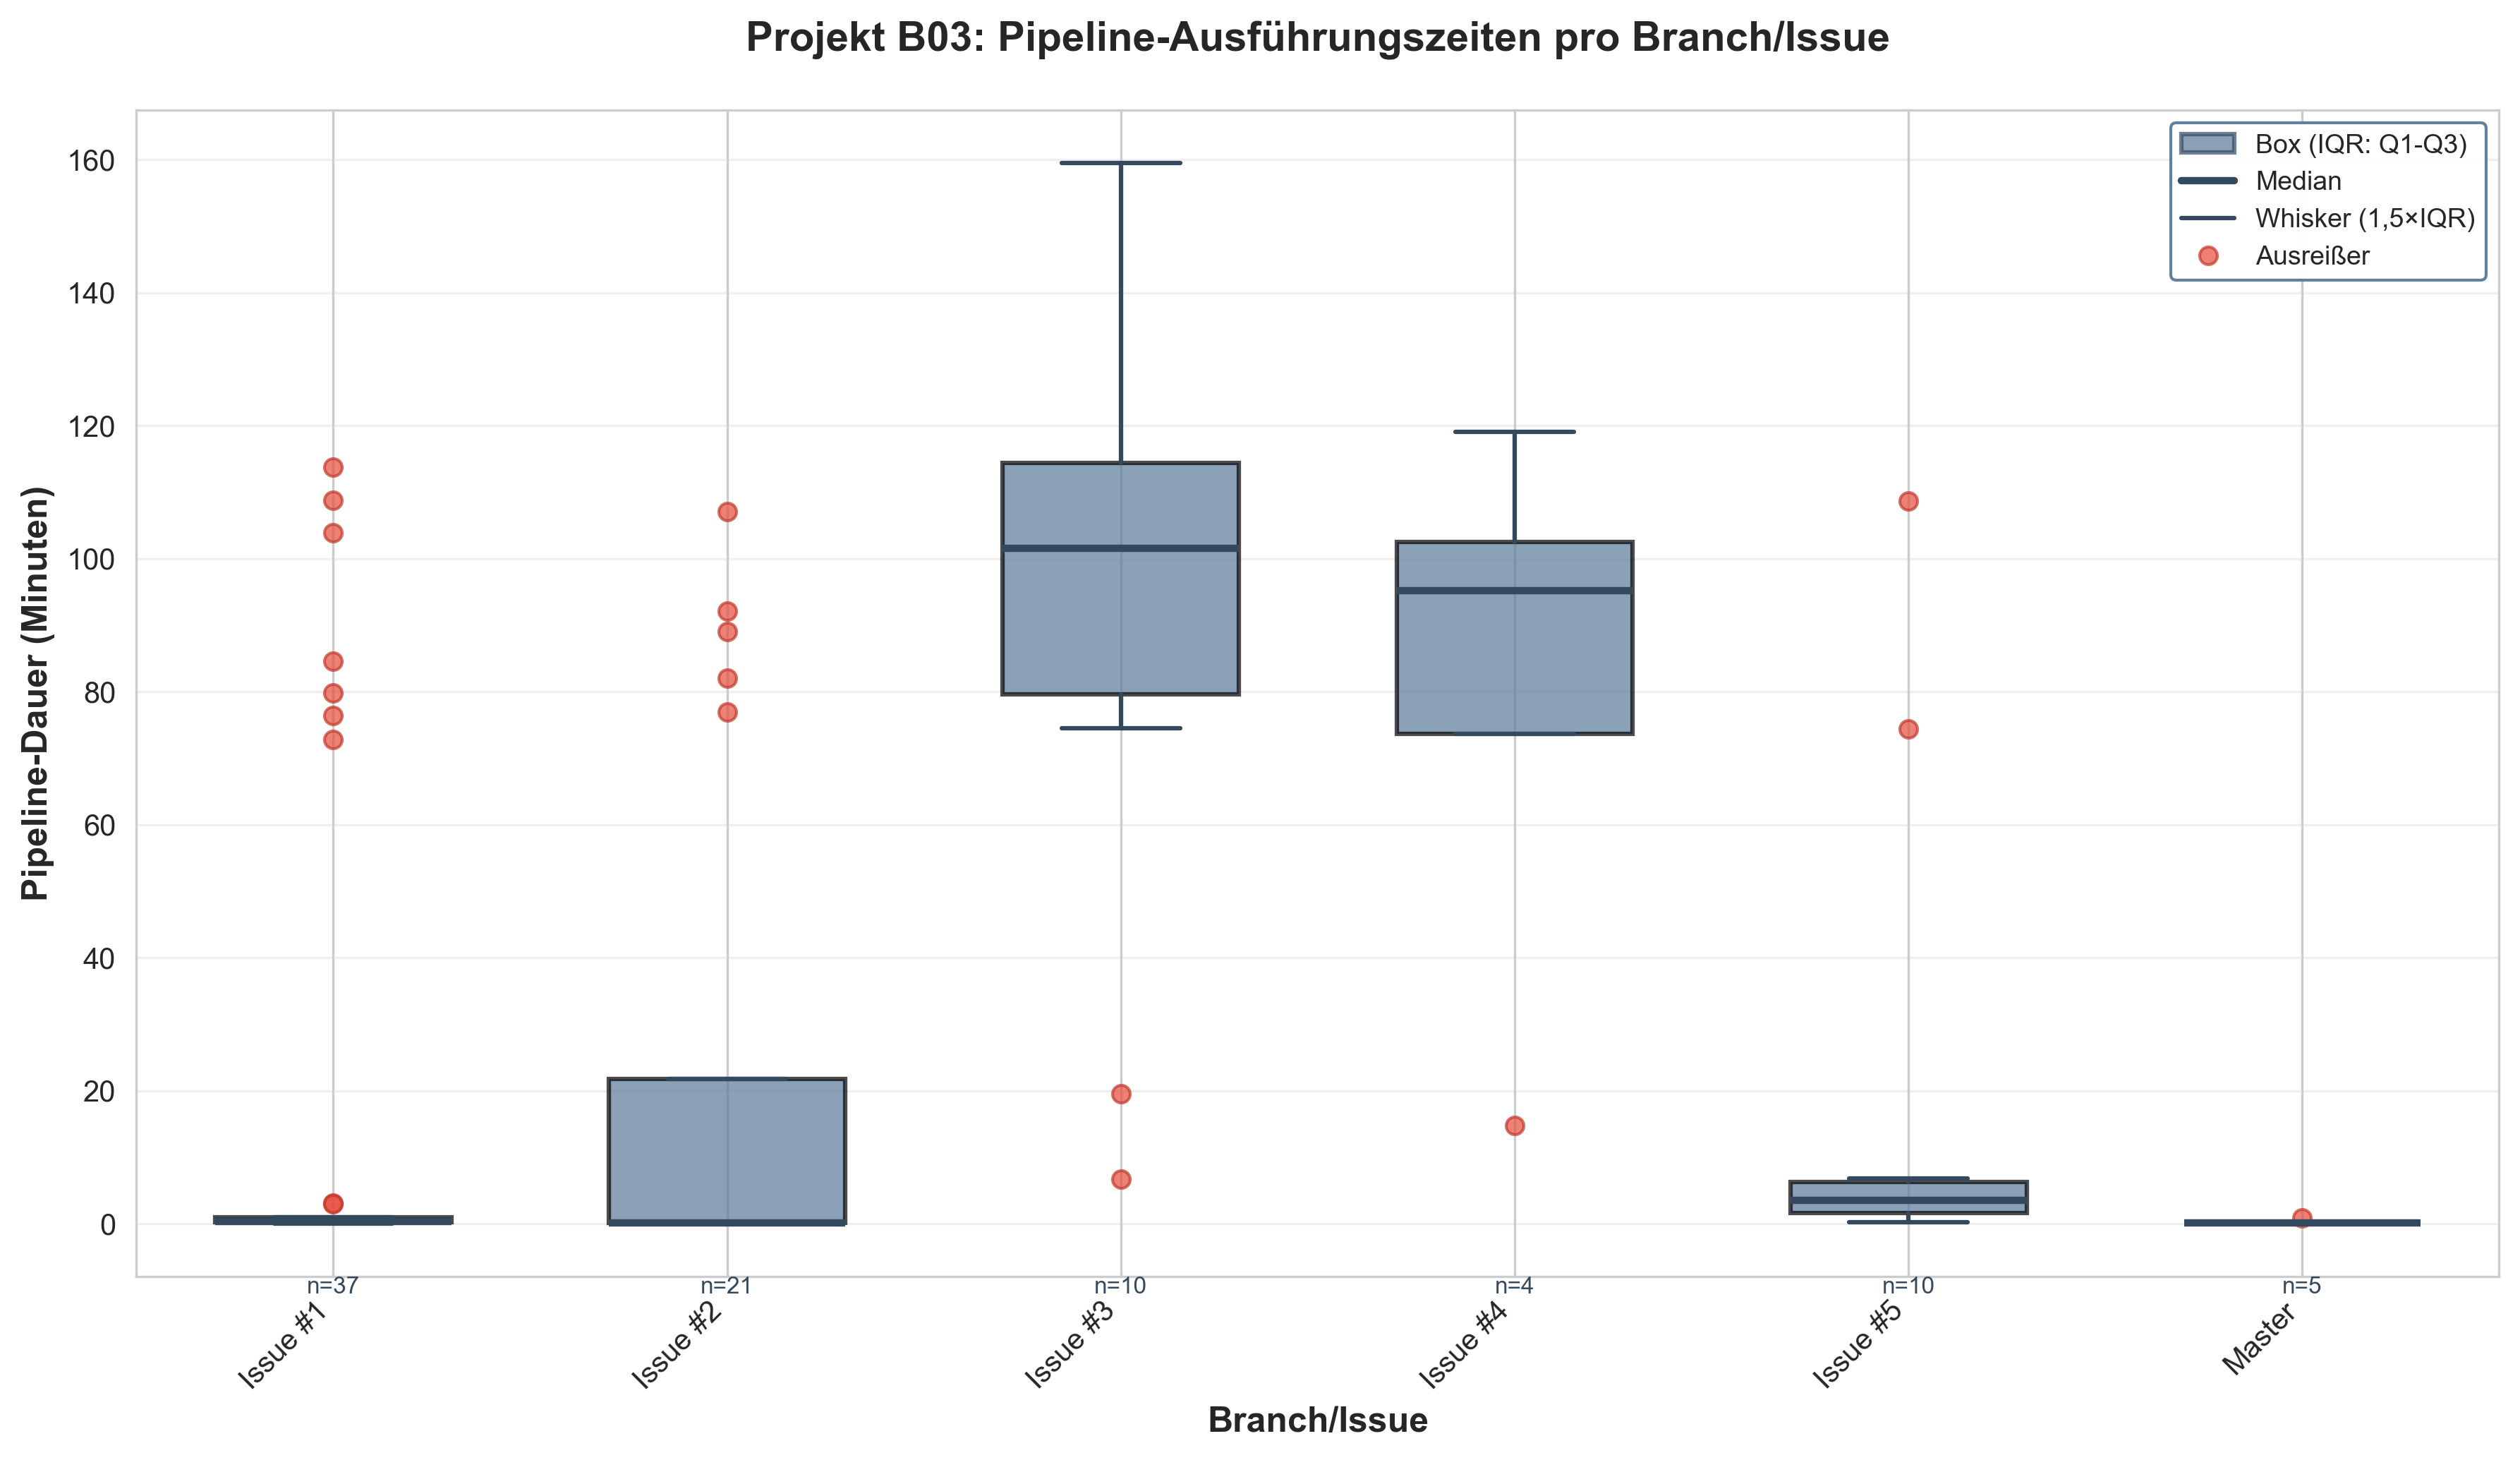 Projekt B03: Pipeline-Ausführungszeiten pro Branch/Issue
Box (IQR: Q1-Q3)
Median
Whisker (1,5×IQR)
Ausreißer
Pipeline-Dauer (Minuten)
160
140
120
100
80
60
40
20
0
n=37
n=21
n=10
n=4
n=10
n=5
Issue #1
Issue #2
Issue #3
Issue #4
Issue #5
Master
Branch/Issue